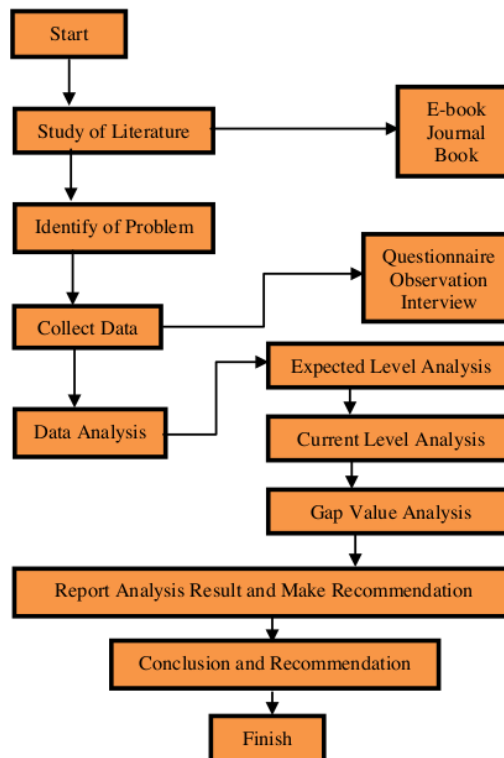 Start
Study of Literature
E-book
Journal
Book
Identify of Problem
Questionnaire
Observation
Interview
Collect Data
Expected Level Analysis
Data Analysis
Current Level Analysis
Gap Value Analysis
Report Analysis Result and Make Recommendation
Conclusion and Recommendation
Finish